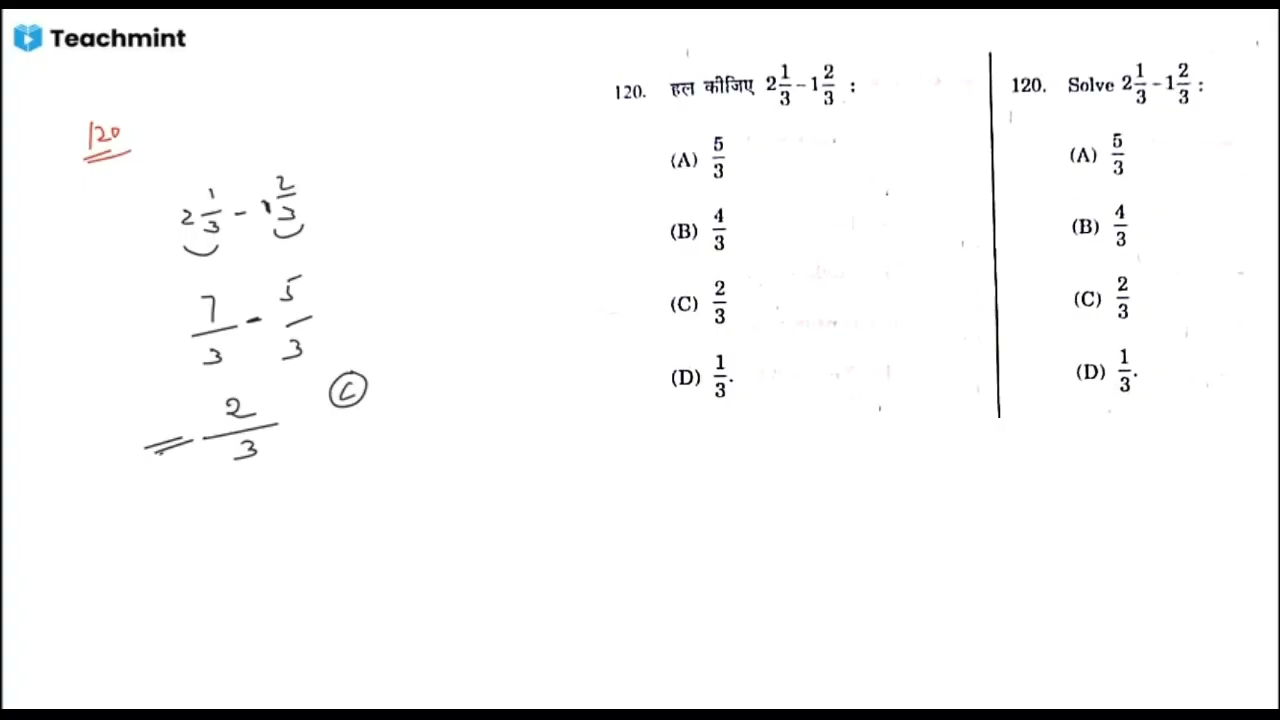 Teachmint
120
2 1/3 - 1 2/3
7/3 - 5/3
= 2/3
C
120. हल कीजिए 2 1/3 – 1 2/3 :
(A) 5/3
(B) 4/3
(C) 2/3
(D) 1/3.
120. Solve 2 1/3 – 1 2/3 :
(A) 5/3
(B) 4/3
(C) 2/3
(D) 1/3.